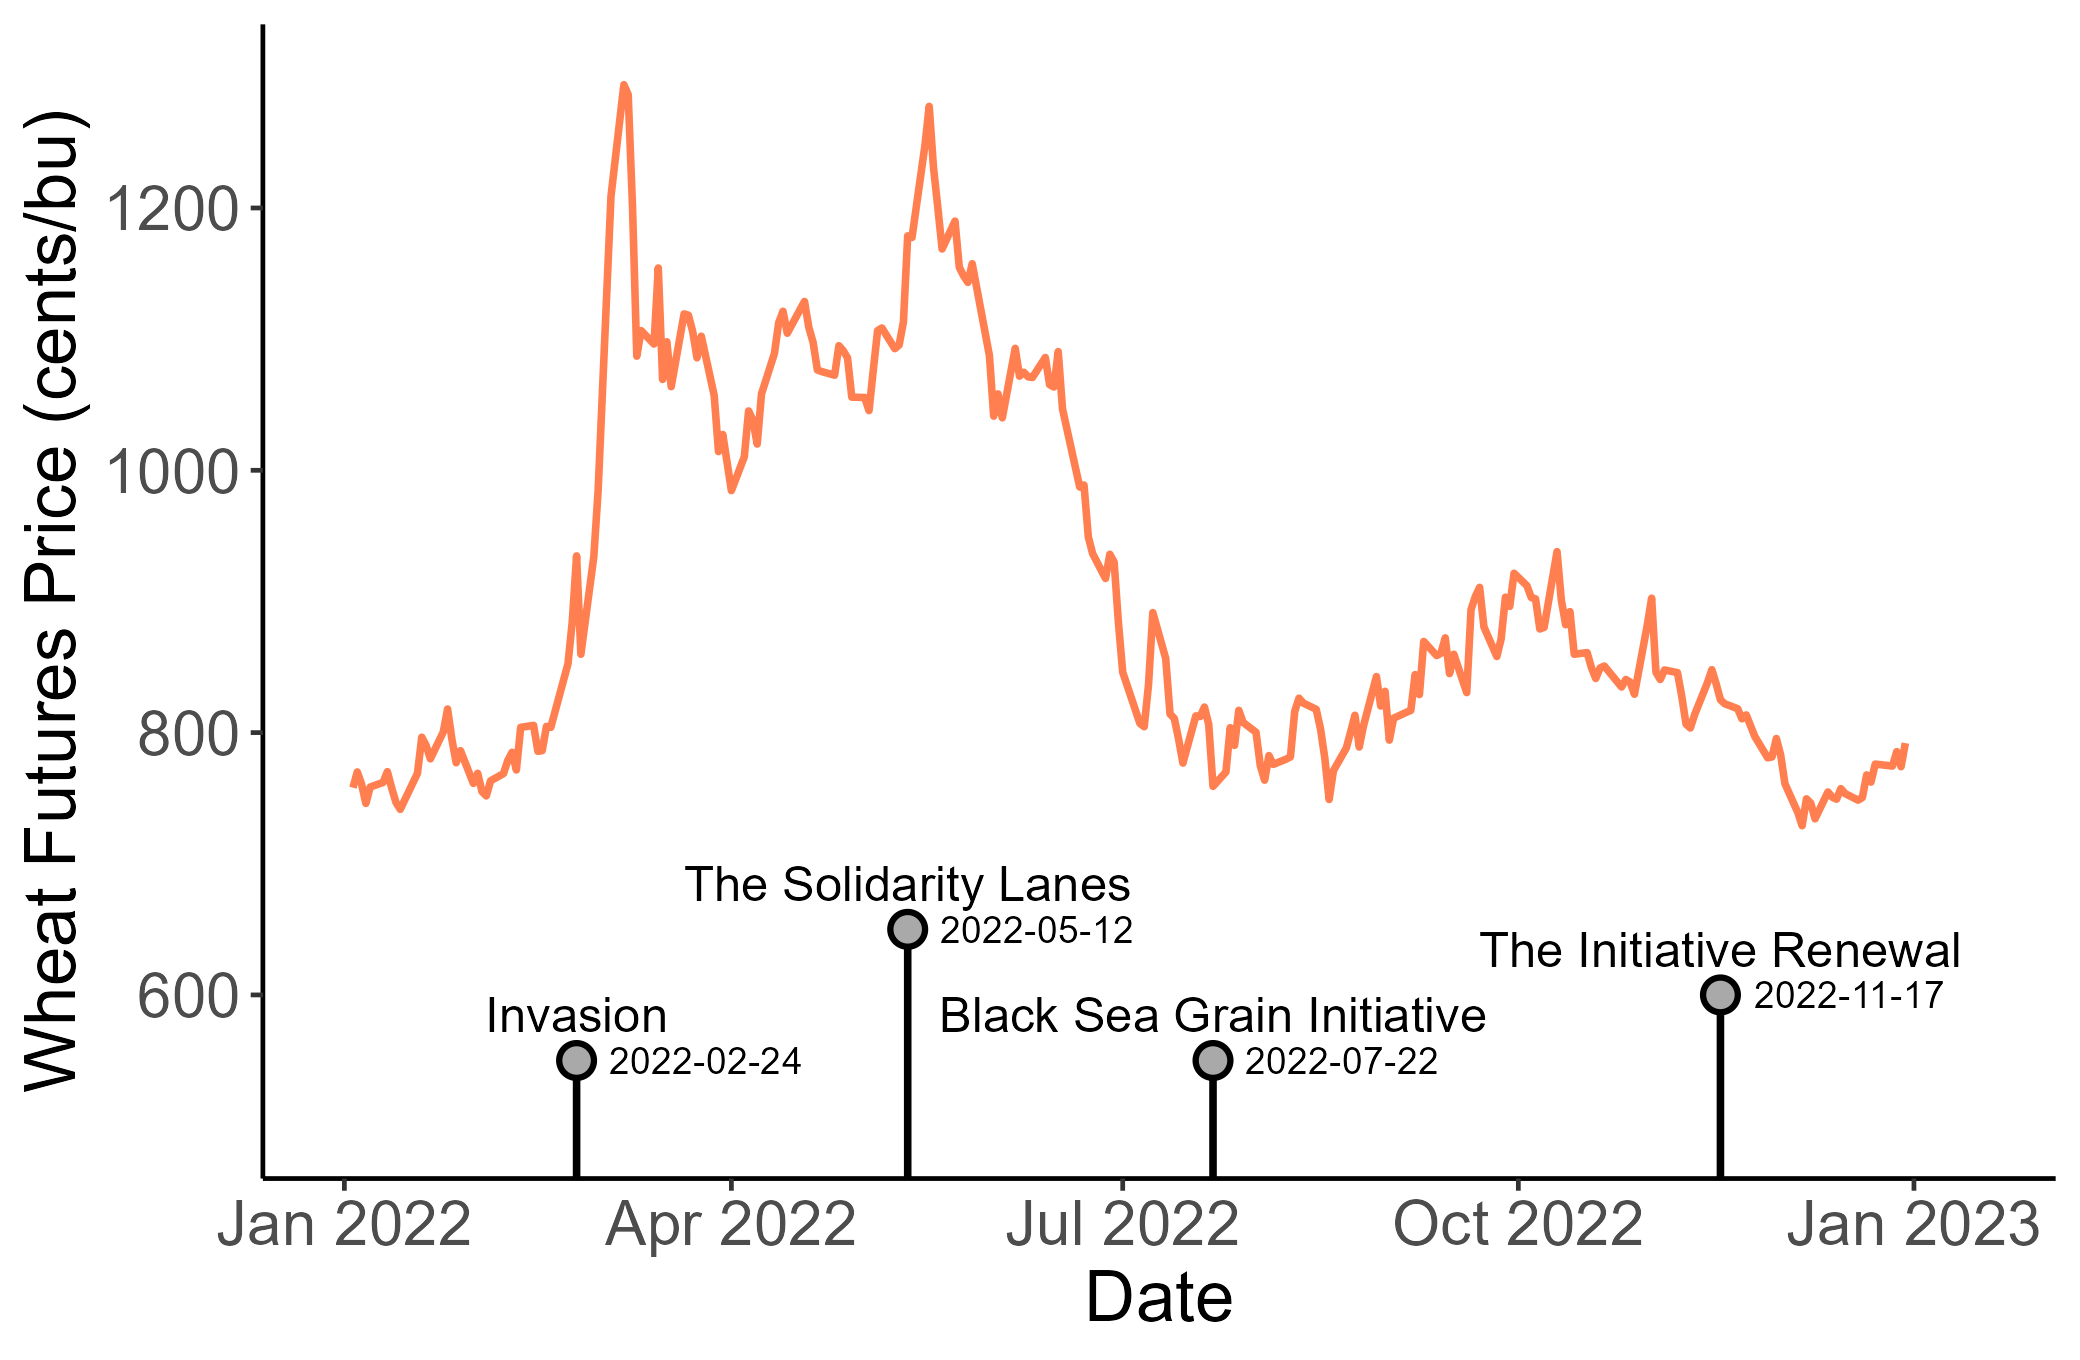 Wheat Futures Price (cents/bu)
1200
1000
800
600
The Solidarity Lanes
2022-05-12
The Initiative Renewal
2022-11-17
Invasion
2022-02-24
Black Sea Grain Initiative
2022-07-22
Jan 2022
Apr 2022
Jul 2022
Oct 2022
Jan 2023
Date